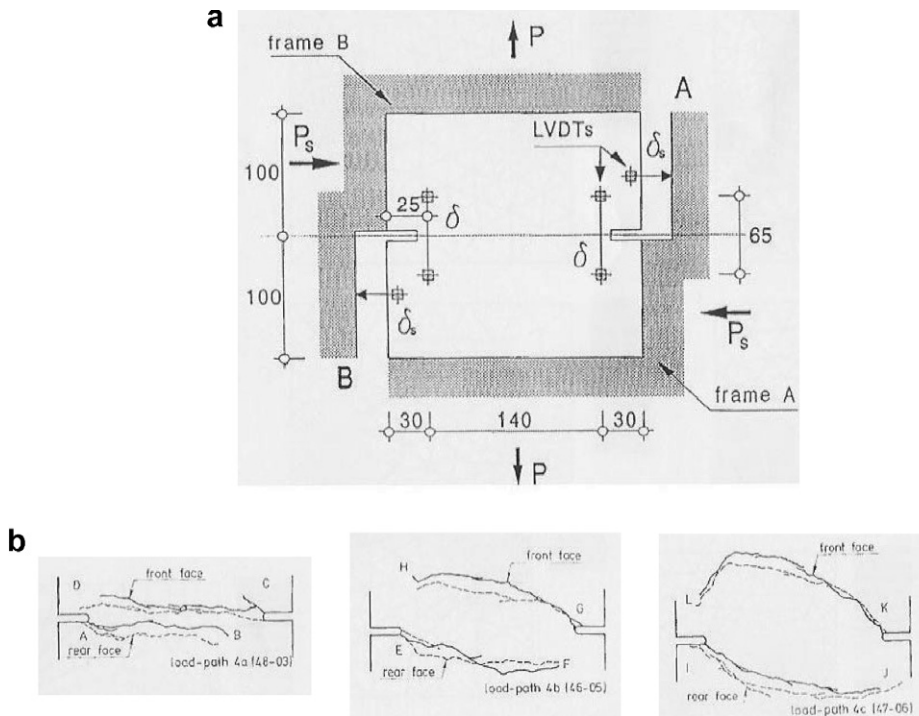 a
frame B
P
A
LVDTs
Ps
δs
100
25
δ
δ
65
100
δs
Ps
B
frame A
30
140
30
P
b
D
front face
C
A
B
rear face
load-path 4a (48-03)
H
front face
G
E
F
rear face
load-path 4b (46-05)
front face
L
K
I
J
rear face
load-path 4c (47-06)